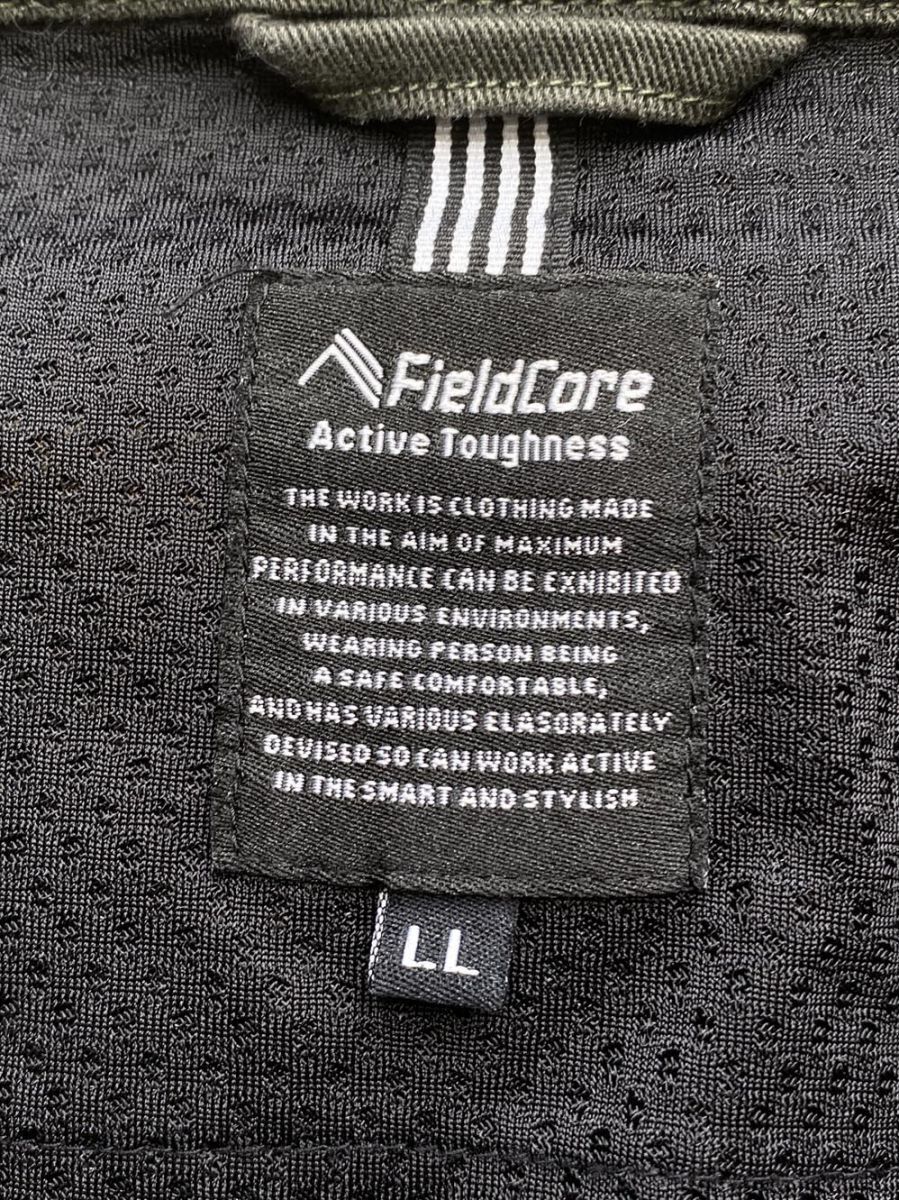 FieldCore
Active Toughness
THE WORK IS CLOTHING MADE
IN THE AIM OF MAXIMUM
PERFORMANCE CAN BE EXHIBITED
IN VARIOUS ENVIRONMENTS,
WEARING PERSON BEING
A SAFE COMFORTABLE,
AND HAS VARIOUS ELASORATELY
DEVISED SO CAN WORK ACTIVE
IN THE SMART AND STYLISH
LL